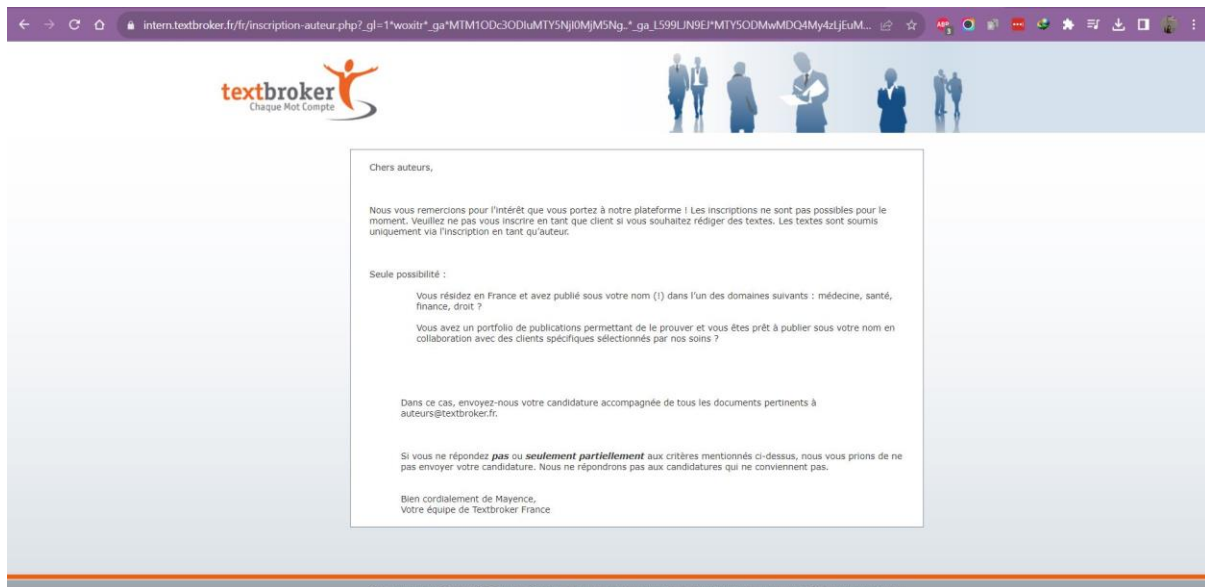 intern.textbroker.fr/fr/inscription-auteur.php?_gl=1*woxitr*_ga*MTM1ODc3ODIuMTY5NjI0MjM5Ng..*_ga_L599LJN9EJ*MTY5ODMwMDQ4My4zLjEuM...
ABP
3
textbroker
Chaque Mot Compte
Chers auteurs,
Nous vous remercions pour l'intérêt que vous portez à notre plateforme ! Les inscriptions ne sont pas possibles pour le
moment. Veuillez ne pas vous inscrire en tant que client si vous souhaitez rédiger des textes. Les textes sont soumis
uniquement via l'inscription en tant qu'auteur.
Seule possibilité :
Vous résidez en France et avez publié sous votre nom (!) dans l'un des domaines suivants : médecine, santé,
finance, droit ?
Vous avez un portfolio de publications permettant de le prouver et vous êtes prêt à publier sous votre nom en
collaboration avec des clients spécifiques sélectionnés par nos soins ?
Dans ce cas, envoyez-nous votre candidature accompagnée de tous les documents pertinents à
auteurs@textbroker.fr.
Si vous ne répondez pas ou seulement partiellement aux critères mentionnés ci-dessus, nous vous prions de ne
pas envoyer votre candidature. Nous ne répondrons pas aux candidatures qui ne conviennent pas.
Bien cordialement de Mayence,
Votre équipe de Textbroker France